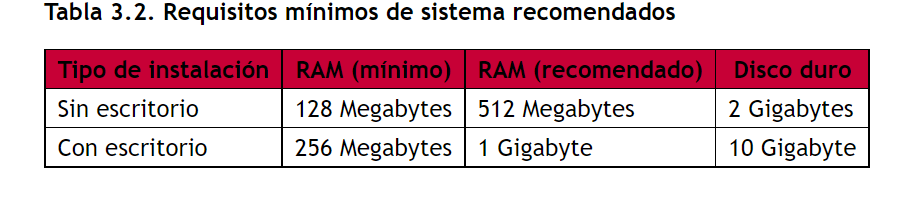 Tabla 3.2. Requisitos mínimos de sistema recomendados
Tipo de instalación RAM (mínimo) RAM (recomendado) Disco duro
Sin escritorio 128 Megabytes 512 Megabytes 2 Gigabytes
Con escritorio 256 Megabytes 1 Gigabyte 10 Gigabyte